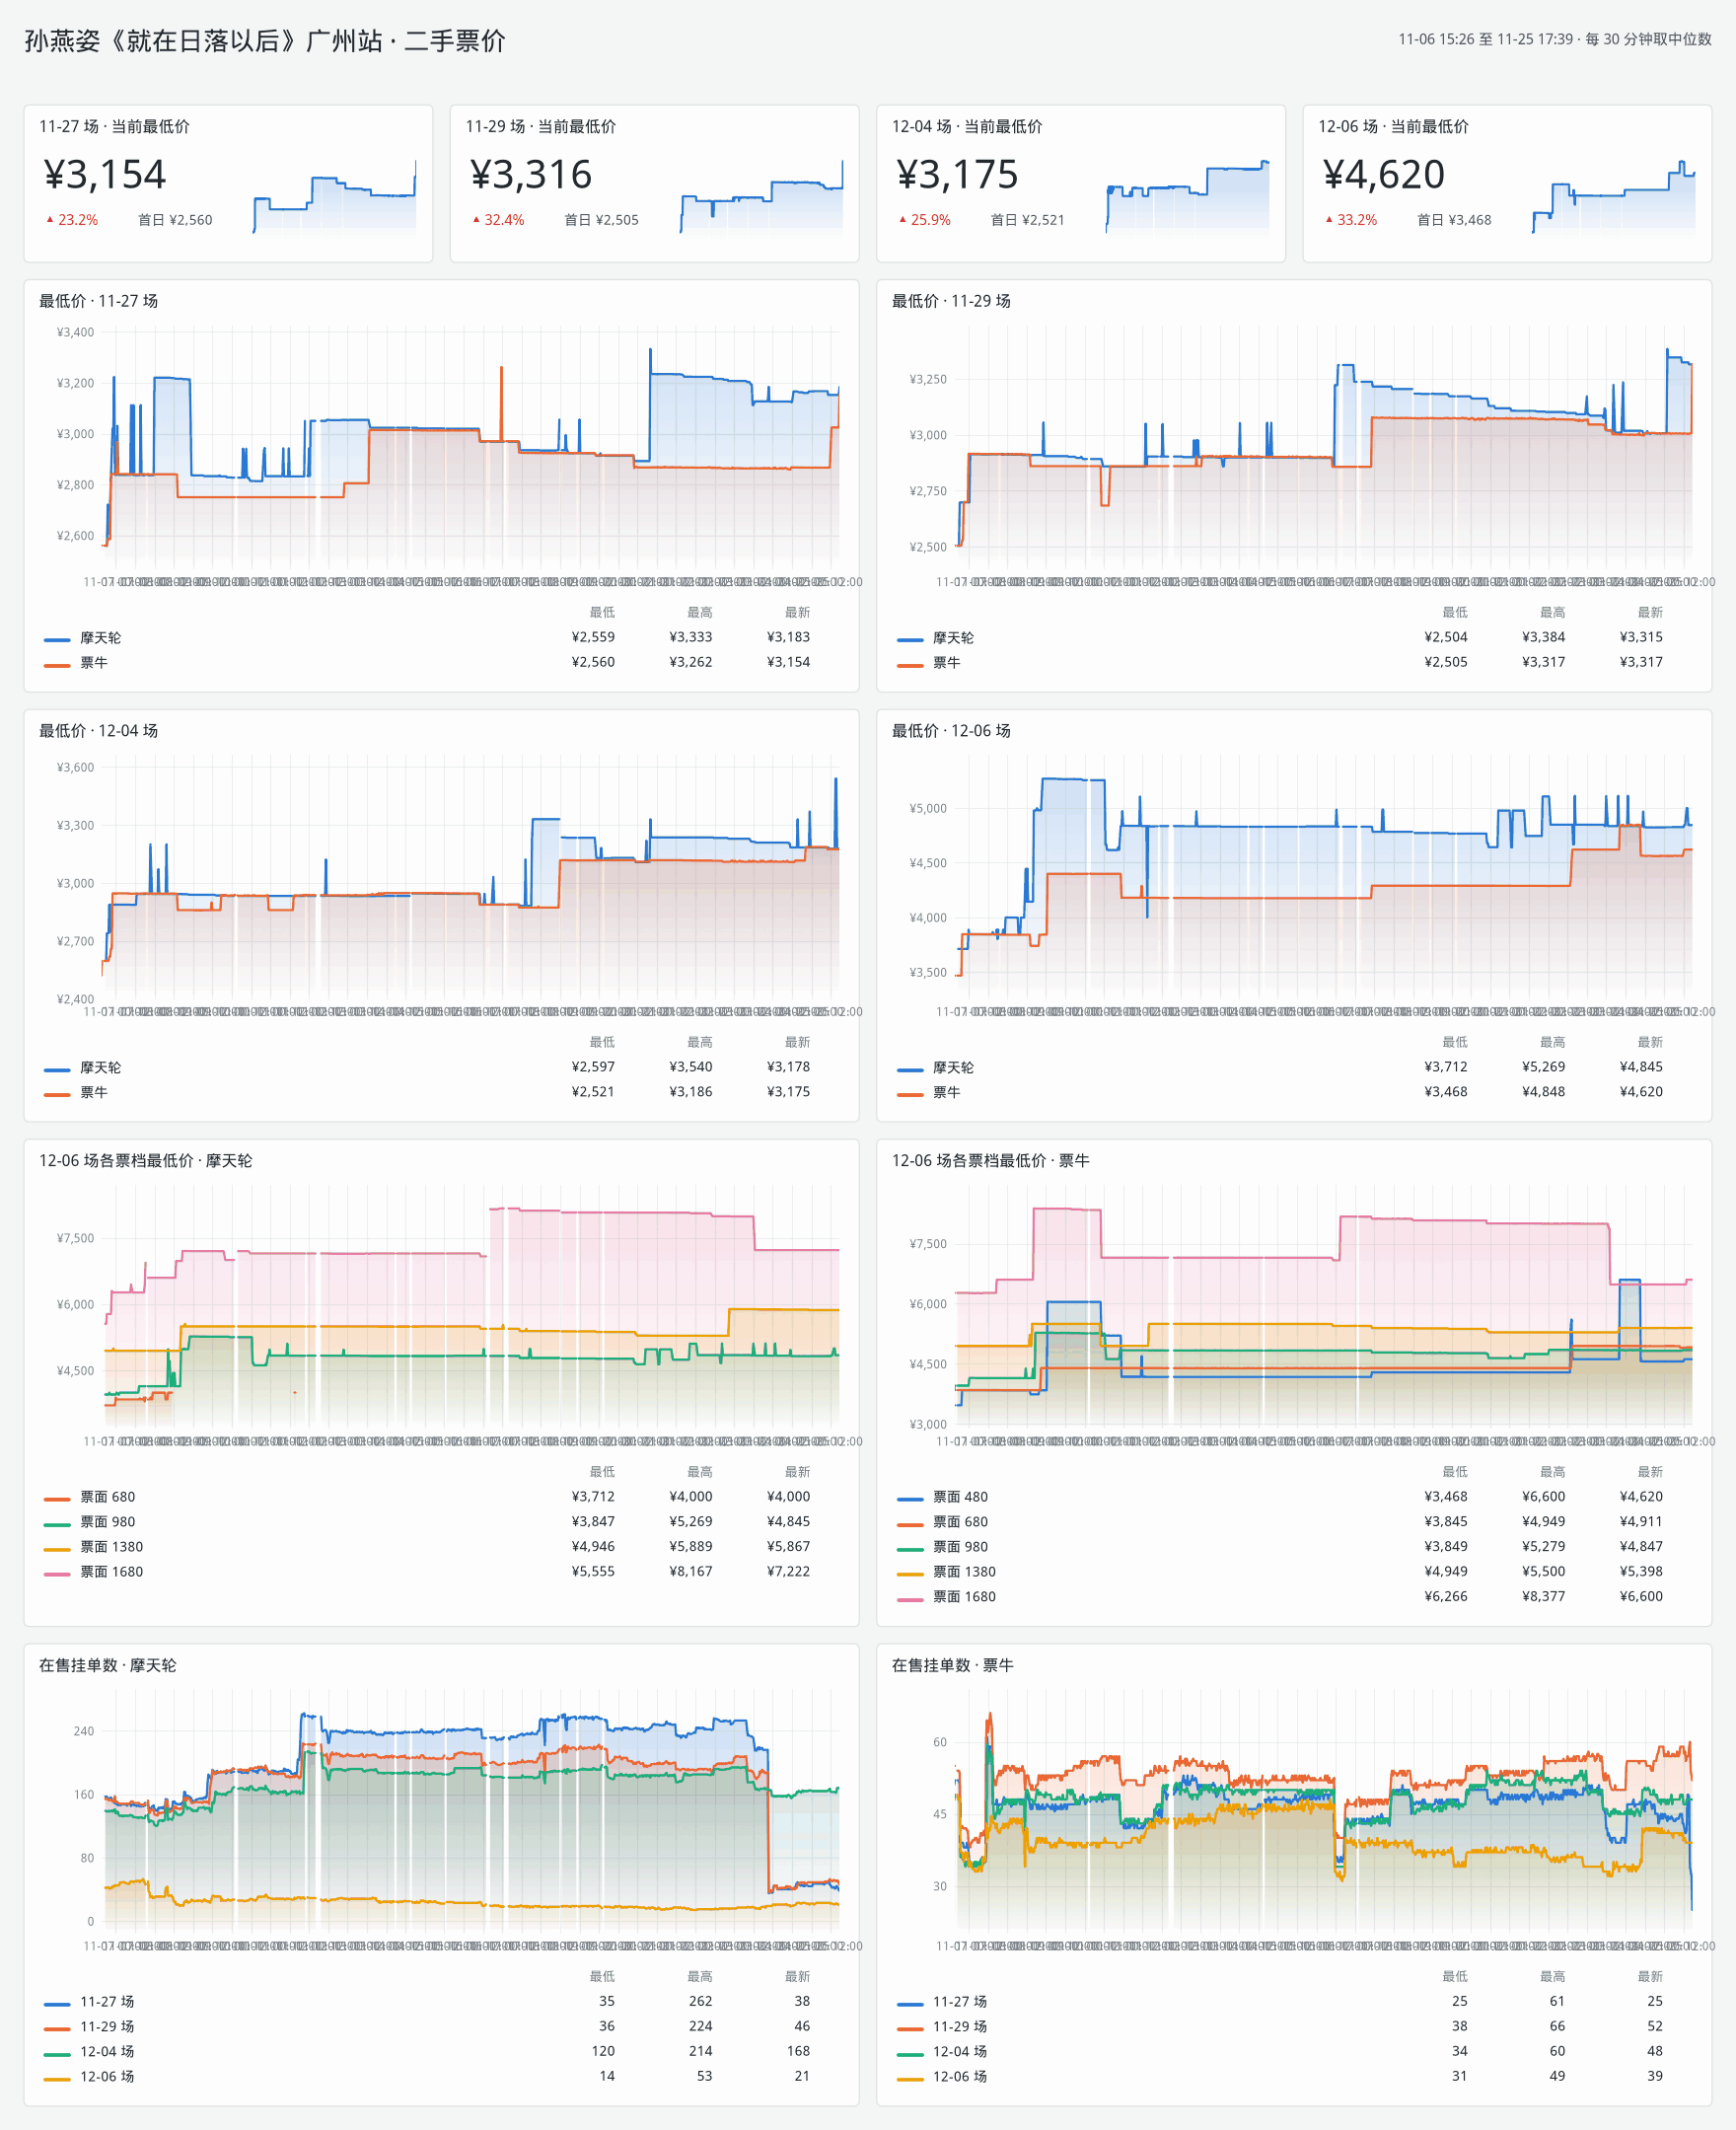 孙燕姿《就在日落以后》广州站 · 二手票价
11-06 15:26 至 11-25 17:39 · 每 30 分钟取中位数
11-27 场 · 当前最低价
¥3,154
▲ 23.2% 首日 ¥2,560
11-29 场 · 当前最低价
¥3,316
▲ 32.4% 首日 ¥2,505
12-04 场 · 当前最低价
¥3,175
▲ 25.9% 首日 ¥2,521
12-06 场 · 当前最低价
¥4,620
▲ 33.2% 首日 ¥3,468
最低价 · 11-27 场
¥3,400
¥3,200
¥3,000
¥2,800
¥2,600
最低 最高 最新
摩天轮 ¥2,559 ¥3,333 ¥3,183
票牛 ¥2,560 ¥3,262 ¥3,154
最低价 · 11-29 场
¥3,250
¥3,000
¥2,750
¥2,500
最低 最高 最新
摩天轮 ¥2,504 ¥3,384 ¥3,315
票牛 ¥2,505 ¥3,317 ¥3,317
最低价 · 12-04 场
¥3,600
¥3,300
¥3,000
¥2,700
¥2,400
最低 最高 最新
摩天轮 ¥2,597 ¥3,540 ¥3,178
票牛 ¥2,521 ¥3,186 ¥3,175
最低价 · 12-06 场
¥5,000
¥4,500
¥4,000
¥3,500
最低 最高 最新
摩天轮 ¥3,712 ¥5,269 ¥4,845
票牛 ¥3,468 ¥4,848 ¥4,620
12-06 场各票档最低价 · 摩天轮
¥7,500
¥6,000
¥4,500
最低 最高 最新
票面 680 ¥3,712 ¥4,000 ¥4,000
票面 980 ¥3,847 ¥5,269 ¥4,845
票面 1380 ¥4,946 ¥5,889 ¥5,867
票面 1680 ¥5,555 ¥8,167 ¥7,222
12-06 场各票档最低价 · 票牛
¥7,500
¥6,000
¥4,500
¥3,000
最低 最高 最新
票面 480 ¥3,468 ¥6,600 ¥4,620
票面 680 ¥3,845 ¥4,949 ¥4,911
票面 980 ¥3,849 ¥5,279 ¥4,847
票面 1380 ¥4,949 ¥5,500 ¥5,398
票面 1680 ¥6,266 ¥8,377 ¥6,600
在售挂单数 · 摩天轮
240
160
80
0
最低 最高 最新
11-27 场 35 262 38
11-29 场 36 224 46
12-04 场 120 214 168
12-06 场 14 53 21
在售挂单数 · 票牛
60
45
30
最低 最高 最新
11-27 场 25 61 25
11-29 场 38 66 52
12-04 场 34 60 48
12-06 场 31 49 39